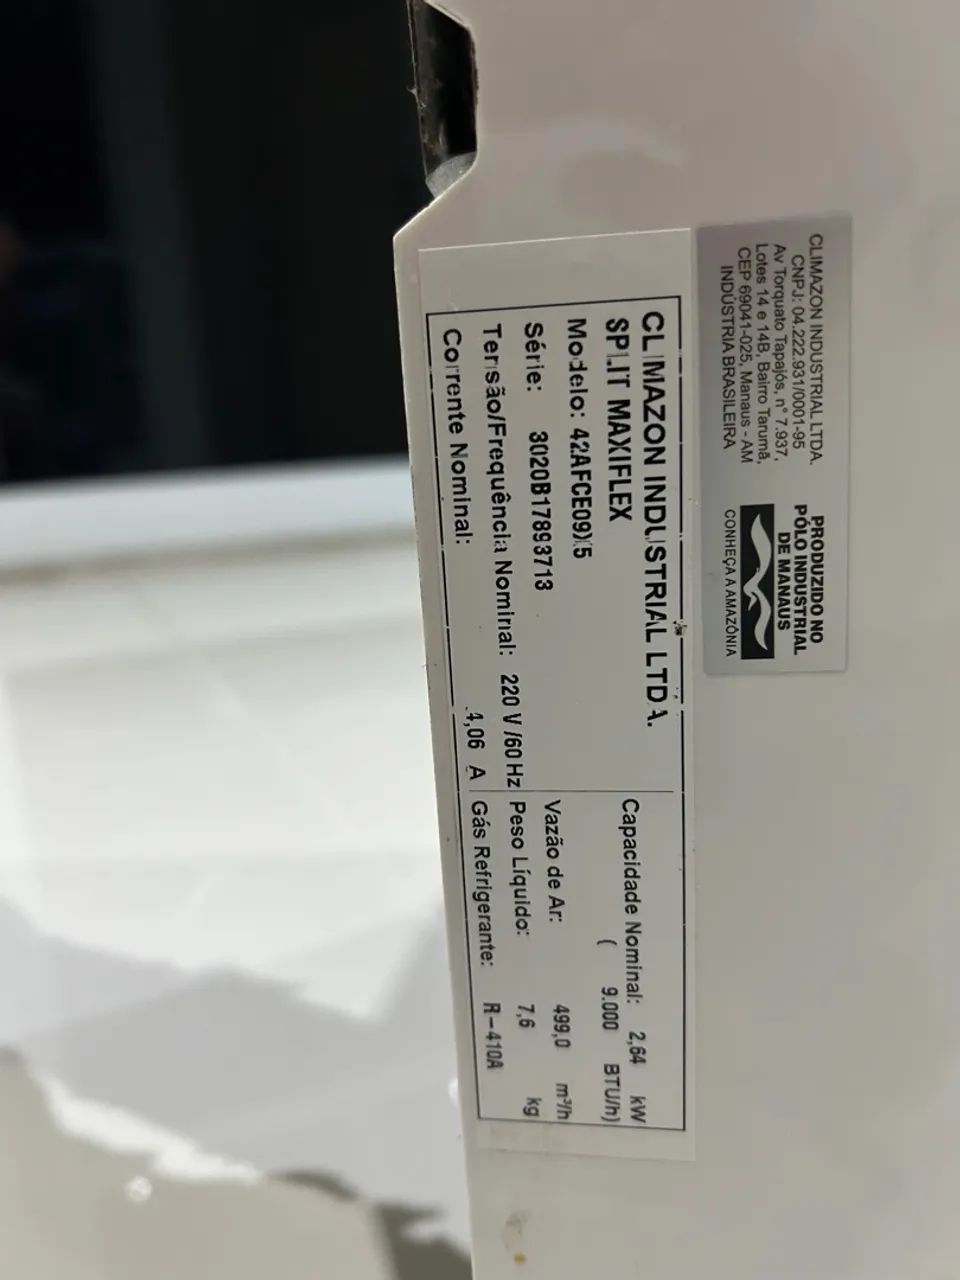 CLIMAZON INDUSTRIAL LTDA.
CNPJ: 04.222.931/0001-95
Av Torquato Tapajós, n° 7.937,
Lotes 14 e 14B, Bairro Tarumã,
CEP 69041-025, Manaus - AM
INDÚSTRIA BRASILEIRA
PRODUZIDO NO
PÓLO INDUSTRIAL
DE MANAUS
CONHEÇA A AMAZÔNIA
CLIMAZON INDUSTRIAL LTDA.
SPLIT MAXIFLEX
Modelo: 42AFCE09X5
Série: 3020B17893713
Tensão/Frequência Nominal: 220 V /60 Hz
Corrente Nominal: 4,06 A
Capacidade Nominal: 2,64 kW
( 9.000 BTU/h)
Vazão de Ar: 499,0 m³/h
Peso Líquido: 7,6 kg
Gás Refrigerante: R-410A